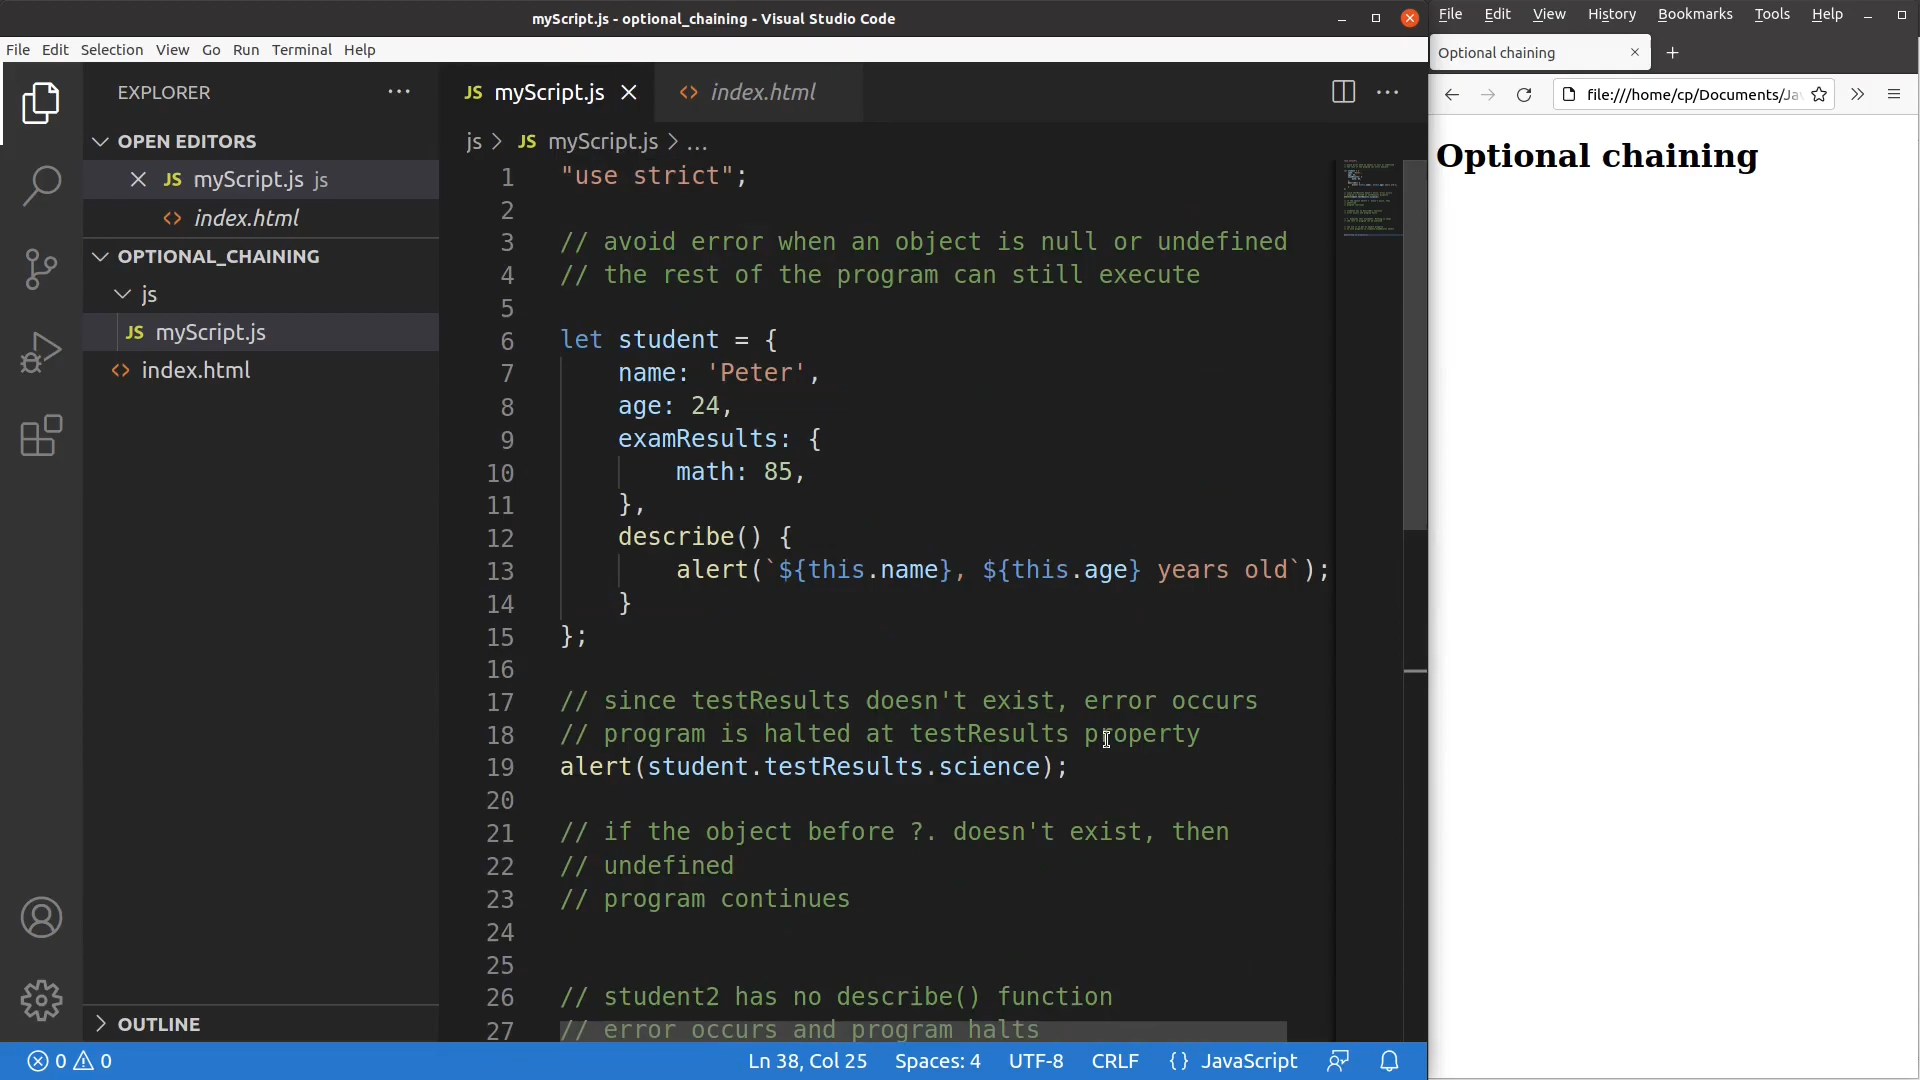 myScript.js - optional_chaining - Visual Studio Code
File Edit Selection View Go Run Terminal Help
EXPLORER
OPEN EDITORS
JS myScript.js js
<> index.html
OPTIONAL_CHAINING
js
JS myScript.js
<> index.html
OUTLINE
JS myScript.js
<> index.html
js > JS myScript.js > ...
1 "use strict";
2
3 // avoid error when an object is null or undefined
4 // the rest of the program can still execute
5
6 let student = {
7 name: 'Peter',
8 age: 24,
9 examResults: {
10 math: 85,
11 },
12 describe() {
13 alert(`${this.name}, ${this.age} years old`);
14 }
15 };
16
17 // since testResults doesn't exist, error occurs
18 // program is halted at testResults property
19 alert(student.testResults.science);
20
21 // if the object before ?. doesn't exist, then
22 // undefined
23 // program continues
24
25
26 // student2 has no describe() function
27 // error occurs and program halts
0 0
Ln 38, Col 25 Spaces: 4 UTF-8 CRLF {} JavaScript
File Edit View History Bookmarks Tools Help
Optional chaining
file:///home/cp/Documents/Ja
Optional chaining